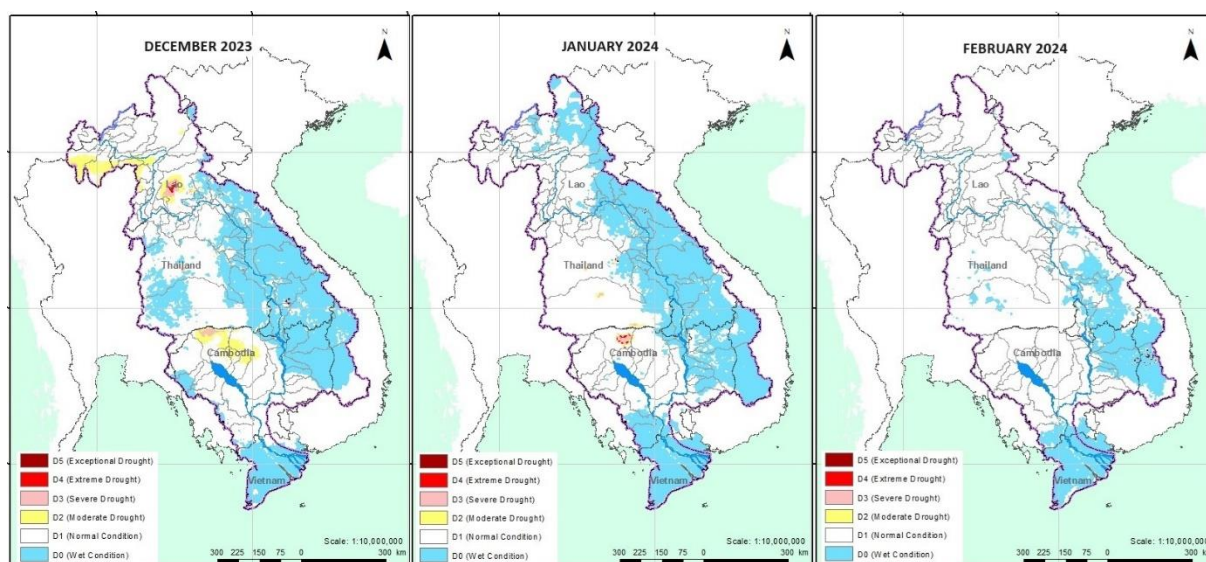 DECEMBER 2023
N
Lao
Thailand
Cambodia
Vietnam
D5 (Exceptional Drought)
D4 (Extreme Drought)
D3 (Severe Drought)
D2 (Moderate Drought)
D1 (Normal Condition)
D0 (Wet Condition)
Scale: 1:10,000,000
300 225 150 75 0 300 km
JANUARY 2024
N
Lao
Thailand
Cambodia
Vietnam
D5 (Exceptional Drought)
D4 (Extreme Drought)
D3 (Severe Drought)
D2 (Moderate Drought)
D1 (Normal Condition)
D0 (Wet Condition)
Scale: 1:10,000,000
300 225 150 75 0 300 km
FEBRUARY 2024
N
Lao
Thailand
Cambodia
Vietnam
D5 (Exceptional Drought)
D4 (Extreme Drought)
D3 (Severe Drought)
D2 (Moderate Drought)
D1 (Normal Condition)
D0 (Wet Condition)
Scale: 1:10,000,000
300 225 150 75 0 300 km